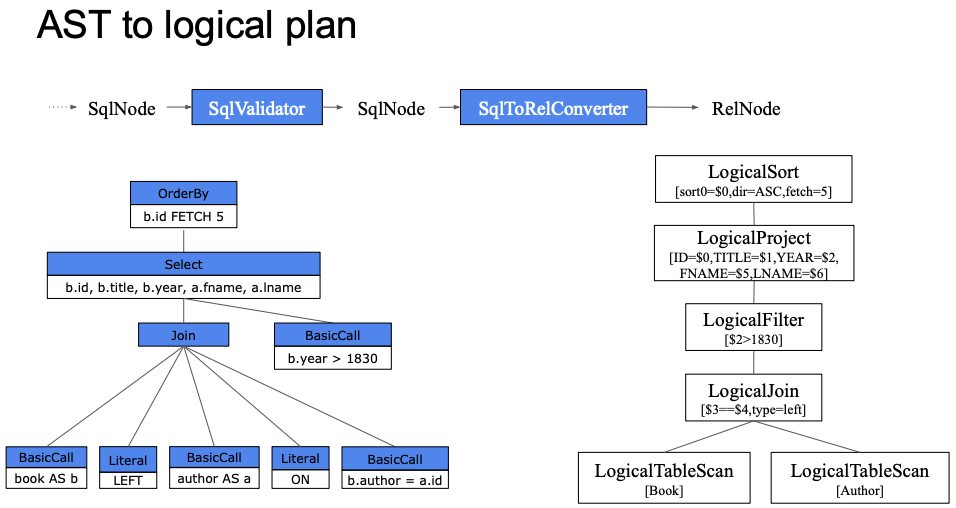 AST to logical plan
SqlNode
SqlValidator
SqlNode
SqlToRelConverter
RelNode
OrderBy
b.id FETCH 5
Select
b.id, b.title, b.year, a.fname, a.lname
Join
BasicCall
b.year > 1830
BasicCall
book AS b
Literal
LEFT
BasicCall
author AS a
Literal
ON
BasicCall
b.author = a.id
LogicalSort
[sort0=$0,dir=ASC,fetch=5]
LogicalProject
[ID=$0,TITLE=$1,YEAR=$2,
FNAME=$5,LNAME=$6]
LogicalFilter
[$2>1830]
LogicalJoin
[$3==$4,type=left]
LogicalTableScan
[Book]
LogicalTableScan
[Author]